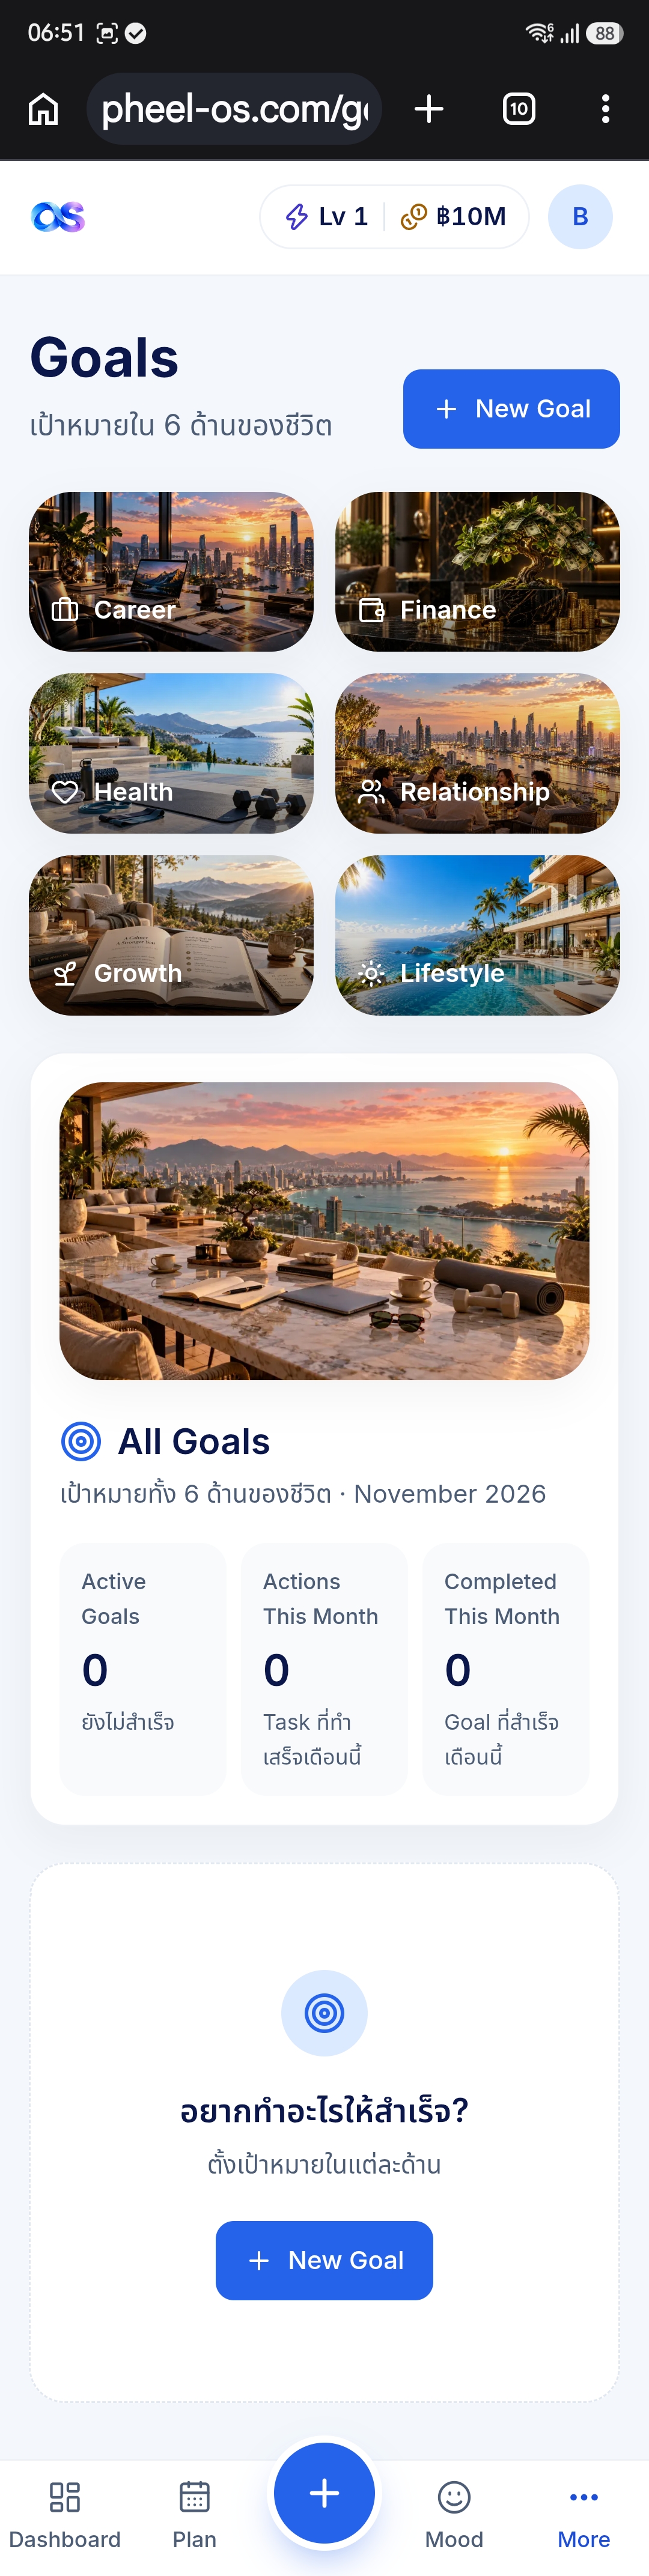 06:51
6
88
pheel-os.com/g
10
os
Lv 1
฿10M
B
Goals
เป้าหมายใน 6 ด้านของชีวิต
New Goal
Career
Finance
Health
Relationship
Growth
Lifestyle
All Goals
เป้าหมายทั้ง 6 ด้านของชีวิต · November 2026
Active
Goals
0
ยังไม่สำเร็จ
Actions
This Month
0
Task ที่ทำ
เสร็จเดือนนี้
Completed
This Month
0
Goal ที่สำเร็จ
เดือนนี้
อยากทำอะไรให้สำเร็จ?
ตั้งเป้าหมายในแต่ละด้าน
New Goal
Dashboard
Plan
Mood
More